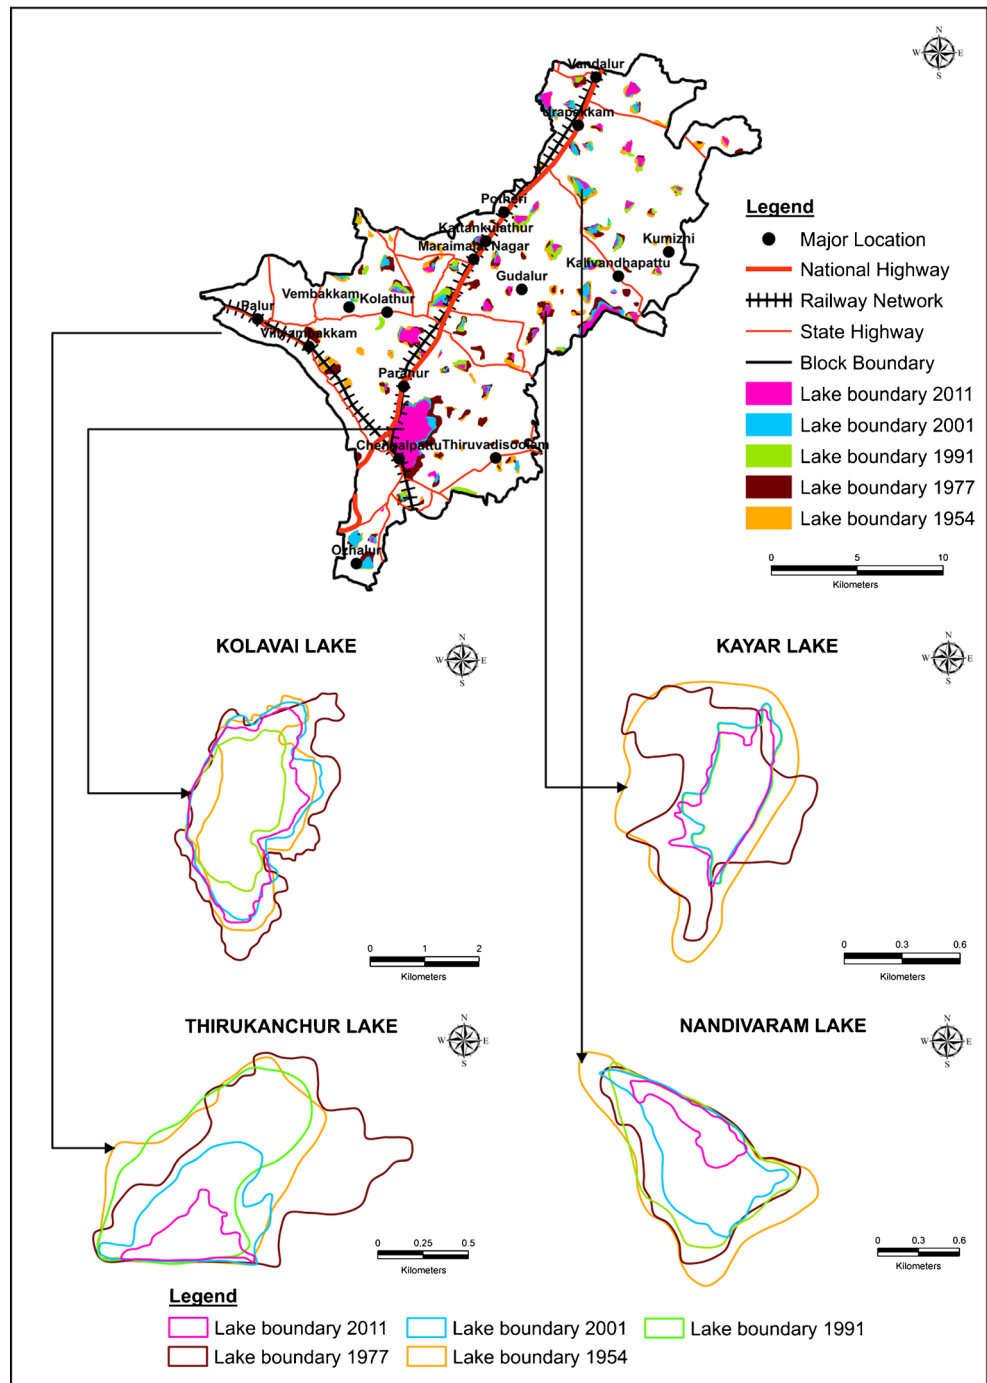 N
W E
S
Vandalur
Urapakkam
Potheri
Kattankulathur
Maraimalai Nagar
Kumizhi
Kalivandhapattu
Gudalur
Vembakkam
Kolathur
Palur
Villiyambakkam
Paranur
Chengalpattu
Thiruvadisoolam
Ozhalur
Legend
Major Location
National Highway
Railway Network
State Highway
Block Boundary
Lake boundary 2011
Lake boundary 2001
Lake boundary 1991
Lake boundary 1977
Lake boundary 1954
0 5 10
Kilometers
KOLAVAI LAKE
N
W E
S
0 1 2
Kilometers
KAYAR LAKE
N
W E
S
0 0.3 0.6
Kilometers
THIRUKANCHUR LAKE
N
W E
S
0 0.25 0.5
Kilometers
NANDIVARAM LAKE
N
W E
S
0 0.3 0.6
Kilometers
Legend
Lake boundary 2011 Lake boundary 2001 Lake boundary 1991
Lake boundary 1977 Lake boundary 1954